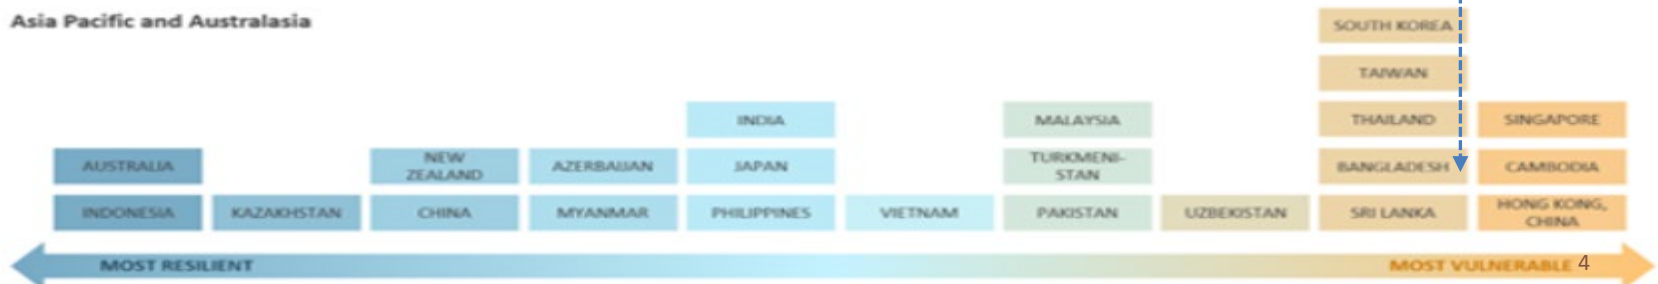 Asia Pacific and Australasia
SOUTH KOREA
TAIWAN
INDIA
MALAYSIA
THAILAND
SINGAPORE
AUSTRALIA
NEW
ZEALAND
AZERBAIJAN
JAPAN
TURKMENI-
STAN
BANGLADESH
CAMBODIA
INDONESIA
KAZAKHSTAN
CHINA
MYANMAR
PHILIPPINES
VIETNAM
PAKISTAN
UZBEKISTAN
SRI LANKA
HONG KONG,
CHINA
MOST RESILIENT
MOST VULNERABLE
4